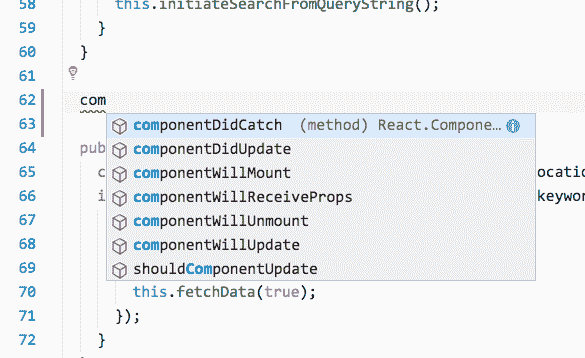 58 this.initiateSearchFromQueryString();
59 }
60 }
61
62 com
63 componentDidCatch (method) React.Compone…
64 pub componentDidUpdate
65 c componentWillMount ocatio
66 i componentWillReceiveProps keywor
67 componentWillUnmount
68 componentWillUpdate
69 shouldComponentUpdate
70 this.fetchData(true);
71 });
72 }